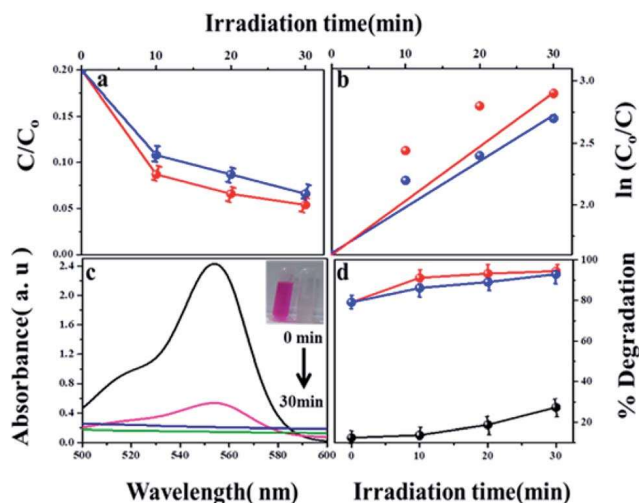 Irradiation time(min)
0 10 20 30 0 10 20 30
0.20
0.15
0.10
0.05
0.00
C/Co
a
b
3.0
2.5
2.0
ln (Co/C)
c
2.4
1.8
1.2
0.6
0.0
Absorbance( a. u )
0 min
30min
d
100
80
60
40
20
% Degradation
500 520 540 560 580 600 0 10 20 30
Wavelength( nm) Irradiation time(min)